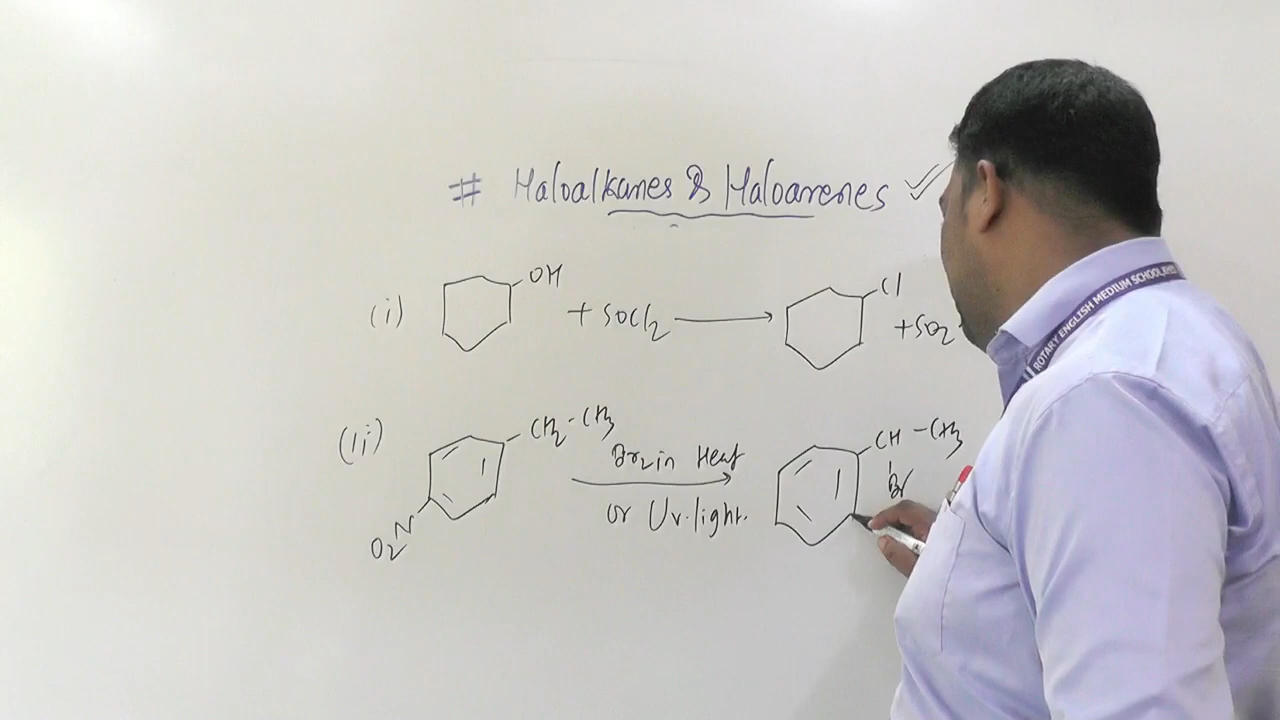 # Haloalkanes & Haloarenes
(i) OH + SOCl2 Cl + SO2
(ii) CH2-CH3 Br2 in Heat CH-CH3
Br
O2N or Uv.light.
ROTARY ENGLISH MEDIUM SCHOOL